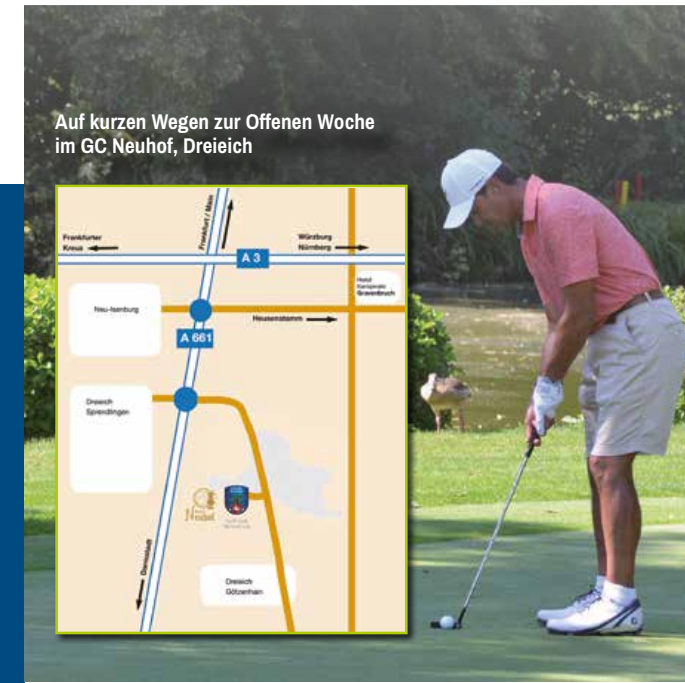 Auf kurzen Wegen zur Offenen Woche
im GC Neuhof, Dreieich
Frankfurt / Main
Frankfurter
Kreuz
Würzburg
Nürnberg
A 3
Hotel
Kempinski
Gravenbruch
Neu-Isenburg
Heusenstamm
A 661
Dreieich
Sprendlingen
Darmstadt
Dreieich
Götzenhain